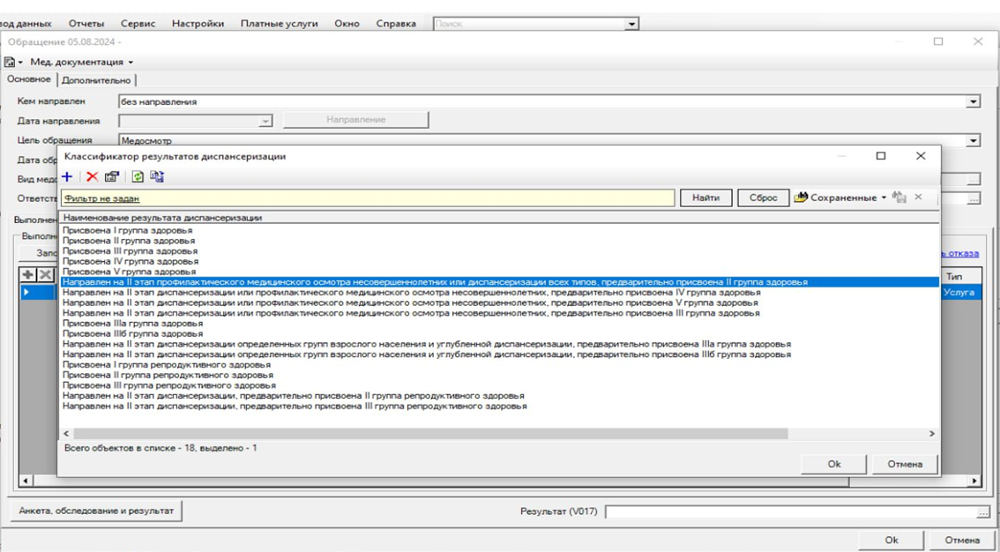 вод данных Отчеты Сервис Настройки Платные услуги Окно Справка Поиск
Обращение 05.08.2024 -
Мед. документация
Основное Дополнительно
Кем направлен без направления
Дата направления Направление
Цель обращения Медосмотр
Дата обр
Вид медо
Ответств
Выполнен
Выполн
Запо
ь отказа
Тип
Услуга
Классификатор результатов диспансеризации
Фильтр не задан Найти Сброс Сохраненные
Наименование результата диспансеризации
Присвоена I группа здоровья
Присвоена II группа здоровья
Присвоена III группа здоровья
Присвоена IV группа здоровья
Присвоена V группа здоровья
Направлен на II этап профилактического медицинского осмотра несовершеннолетних или диспансеризации всех типов, предварительно присвоена II группа здоровья
Направлен на II этап диспансеризации или профилактического медицинского осмотра несовершеннолетних, предварительно присвоена IV группа здоровья
Направлен на II этап диспансеризации или профилактического медицинского осмотра несовершеннолетних, предварительно присвоена V группа здоровья
Направлен на II этап диспансеризации или профилактического медицинского осмотра несовершеннолетних, предварительно присвоена III группа здоровья
Присвоена IIIа группа здоровья
Присвоена IIIб группа здоровья
Направлен на II этап диспансеризации определенных групп взрослого населения и углубленной диспансеризации, предварительно присвоена IIIа группа здоровья
Направлен на II этап диспансеризации определенных групп взрослого населения и углубленной диспансеризации, предварительно присвоена IIIб группа здоровья
Присвоена I группа репродуктивного здоровья
Присвоена II группа репродуктивного здоровья
Присвоена III группа репродуктивного здоровья
Направлен на II этап диспансеризации, предварительно присвоена II группа репродуктивного здоровья
Направлен на II этап диспансеризации, предварительно присвоена III группа репродуктивного здоровья
Всего объектов в списке - 18, выделено - 1
Ok Отмена
Анкета, обследование и результат Результат (V017)
Ok Отмена